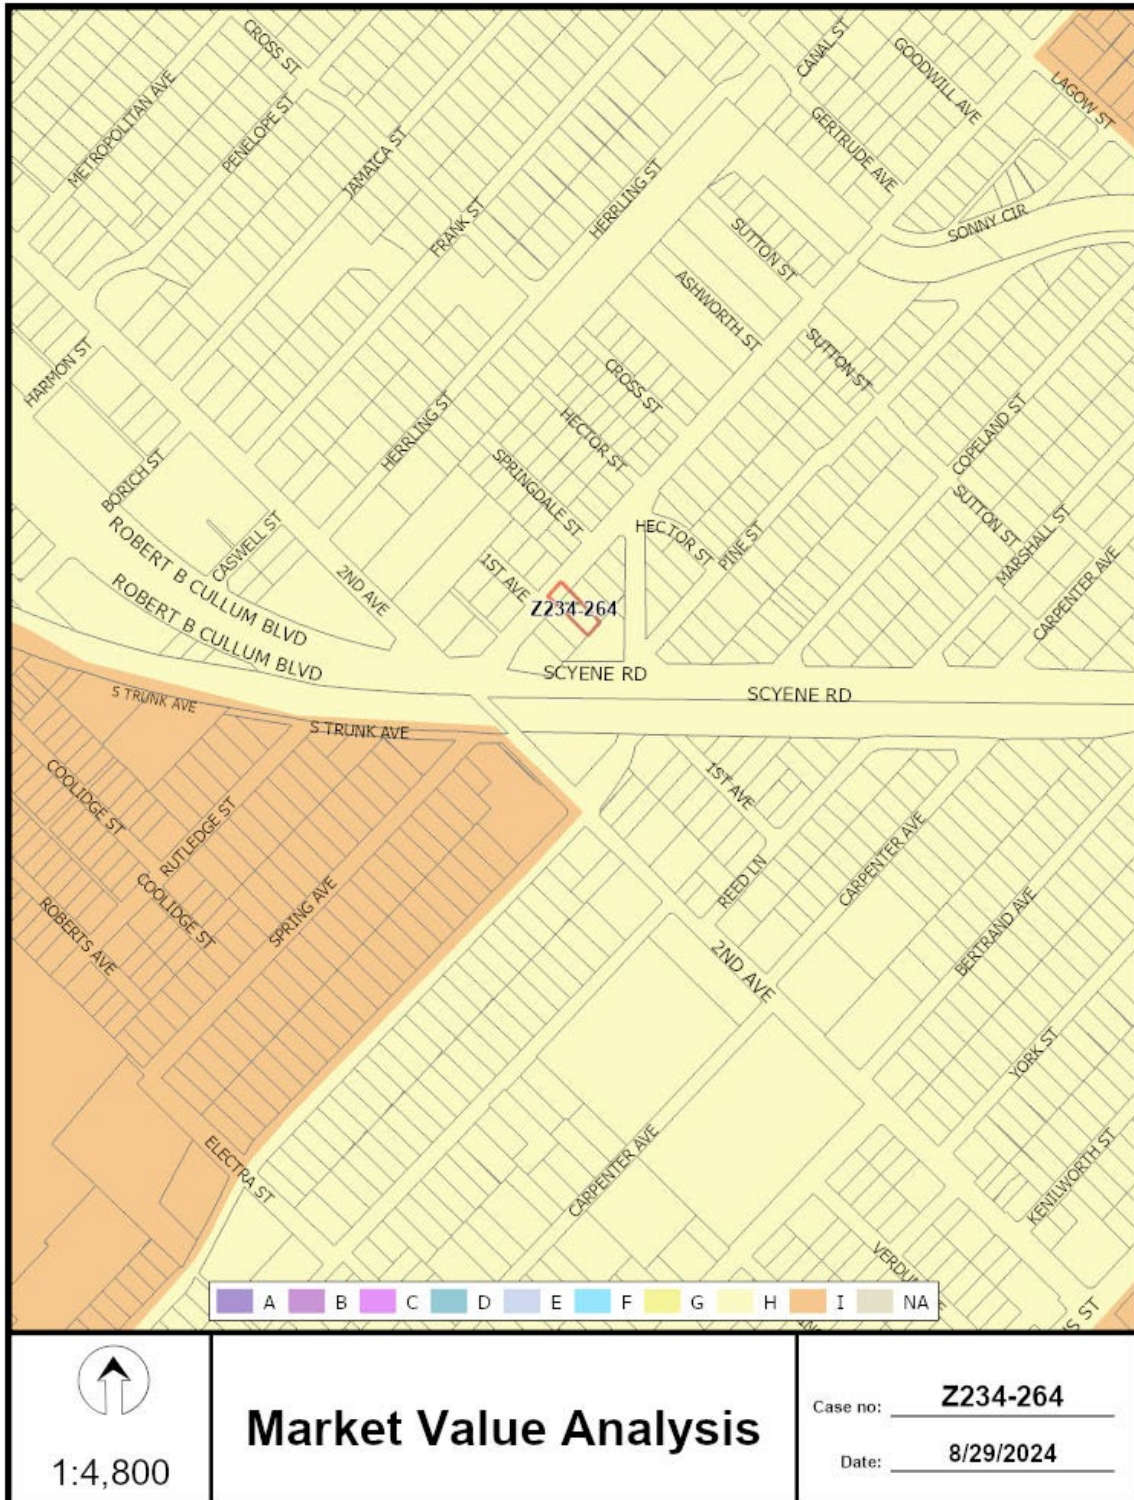 CROSS ST
CANAL ST
GOODWILL AVE
METROPOLITAN AVE
PENELOPE ST
LAGOW ST
JAMAICA ST
GERTRUDE AVE
FRANK ST
HERRLING ST
SONNY CIR
SUTTON ST
ASHWORTH ST
SUTTON ST
HARMON ST
CROSS ST
HERRLING ST
HECTOR ST
COPELAND ST
BORICH ST
SPRINGDALE ST
SUTTON ST
ROBERT B CULLUM BLVD
CASWELL ST
HECTOR ST
PINE ST
MARSHALL ST
2ND AVE
1ST AVE
CARPENTER AVE
Z234-264
ROBERT B CULLUM BLVD
SCYENE RD
SCYENE RD
S TRUNK AVE
S TRUNK AVE
COOLIDGE ST
1ST AVE
RUTLEDGE ST
CARPENTER AVE
REED LN
COOLIDGE ST
SPRING AVE
ROBERTS AVE
BERTRAND AVE
2ND AVE
YORK ST
ELECTRA ST
CARPENTER AVE
KENILWORTH ST
A B C D E F G H I NA
1:4,800
Market Value Analysis
Case no: Z234-264
Date: 8/29/2024